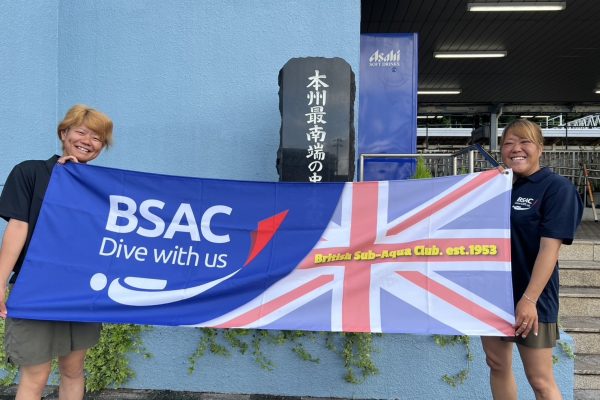 Asahi
SOFT DRINKS
本州最南端の
BSAC
Dive with us
British Sub-Aqua Club. est.1953
BSAC